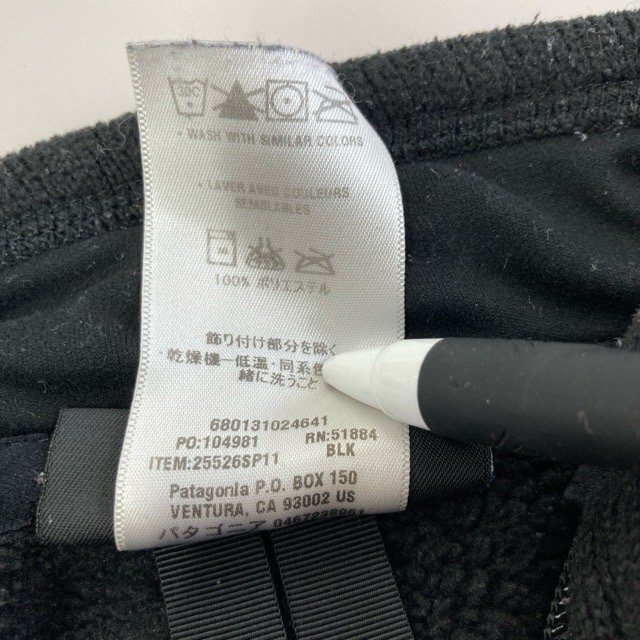 30C
• WASH WITH SIMILAR COLORS
• LAVER AVEC COULEURS
SEMBLABLES
100% ポリエステル
飾り付け部分を除く
乾燥機一低温・同系
緒に洗うこと
680131024641
PO:104981 RN:51884
ITEM:25526SP11 BLK
Patagonia P.O. BOX 150
VENTURA, CA 93002 US
パタゴニア